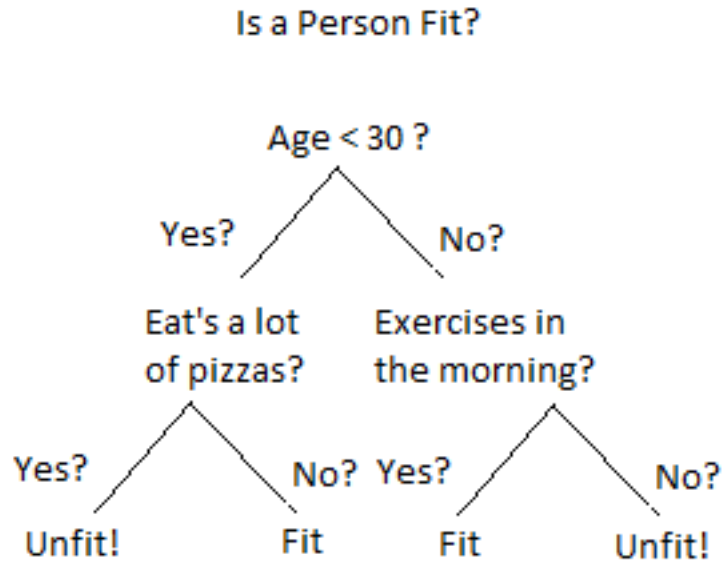 Is a Person Fit?
Age < 30 ?
Yes?
No?
Eat's a lot
of pizzas?
Exercises in
the morning?
Yes?
No?
Yes?
No?
Unfit!
Fit
Fit
Unfit!